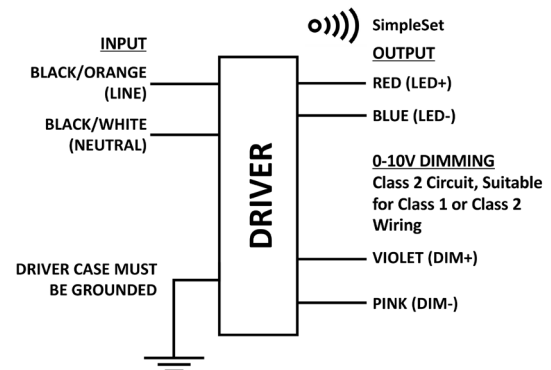 INPUT
BLACK/ORANGE
(LINE)
BLACK/WHITE
(NEUTRAL)
DRIVER CASE MUST
BE GROUNDED
DRIVER
SimpleSet
OUTPUT
RED (LED+)
BLUE (LED-)
0-10V DIMMING
Class 2 Circuit, Suitable
for Class 1 or Class 2
Wiring
VIOLET (DIM+)
PINK (DIM-)